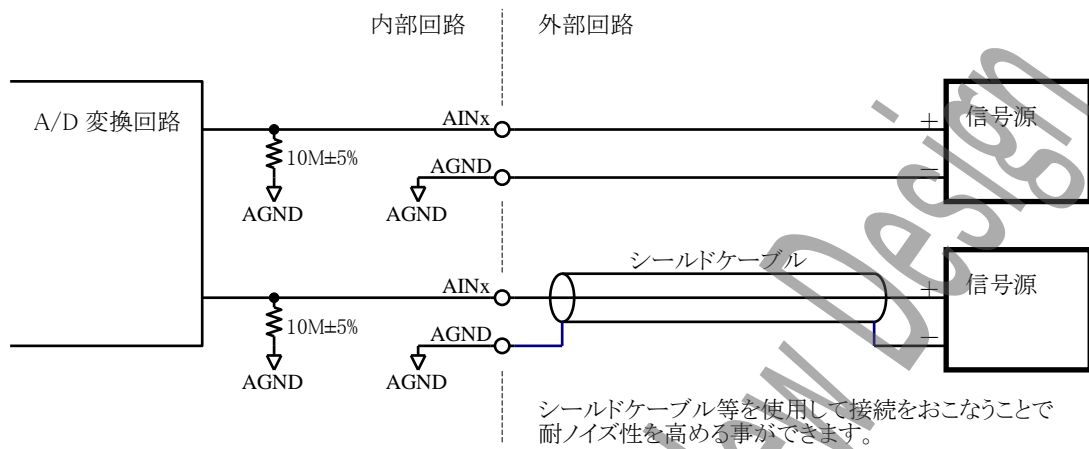 内部回路
外部回路
A/D 変換回路
AINx
+
信号源
10M±5%
AGND
−
AGND
AGND
シールドケーブル
AINx
+
信号源
10M±5%
AGND
−
AGND
AGND
シールドケーブル等を使用して接続をおこなうことで
耐ノイズ性を高める事ができます。
Design